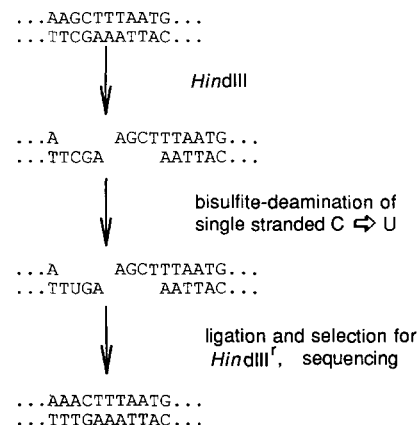 ...AAGCTTTAATG...
...TTCGAAATTAC...
HindIII
...A AGCTTTAATG...
...TTCGA AATTAC...
bisulfite-deamination of
single stranded C ⇨ U
...A AGCTTTAATG...
...TTUGA AATTAC...
ligation and selection for
HindIIIʳ, sequencing
...AAACTTTAATG...
...TTTGAAATTAC...